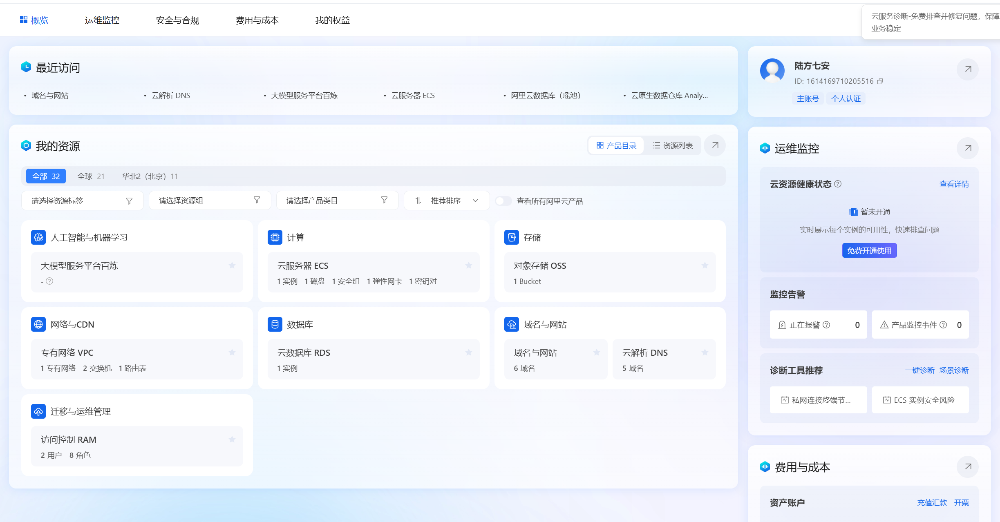 概览
运维监控
安全与合规
费用与成本
我的权益
云服务诊断-免费排查并修复问题，保障
业务稳定
最近访问
• 域名与网站
• 云解析 DNS
• 大模型服务平台百炼
• 云服务器 ECS
• 阿里云数据库（瑶池）
• 云原生数据仓库 Analy...
陆方七安
ID: 1614169710205516
主账号 个人认证
我的资源
产品目录
资源列表
全部 32
全球 21
华北2（北京） 11
请选择资源标签
请选择资源组
请选择产品类目
推荐排序
查看所有阿里云产品
人工智能与机器学习
大模型服务平台百炼
-
计算
云服务器 ECS
1 实例 1 磁盘 1 安全组 1 弹性网卡 1 密钥对
存储
对象存储 OSS
1 Bucket
网络与CDN
专有网络 VPC
1 专有网络 2 交换机 1 路由表
数据库
云数据库 RDS
1 实例
域名与网站
域名与网站
6 域名
云解析 DNS
5 域名
迁移与运维管理
访问控制 RAM
2 用户 8 角色
运维监控
云资源健康状态
查看详情
暂未开通
实时展示每个实例的可用性，快速排查问题
免费开通使用
监控告警
正在报警 0
产品监控事件 0
诊断工具推荐
一键诊断 场景诊断
私网连接终端节...
ECS 实例安全风险
费用与成本
资产账户
充值汇款 开票